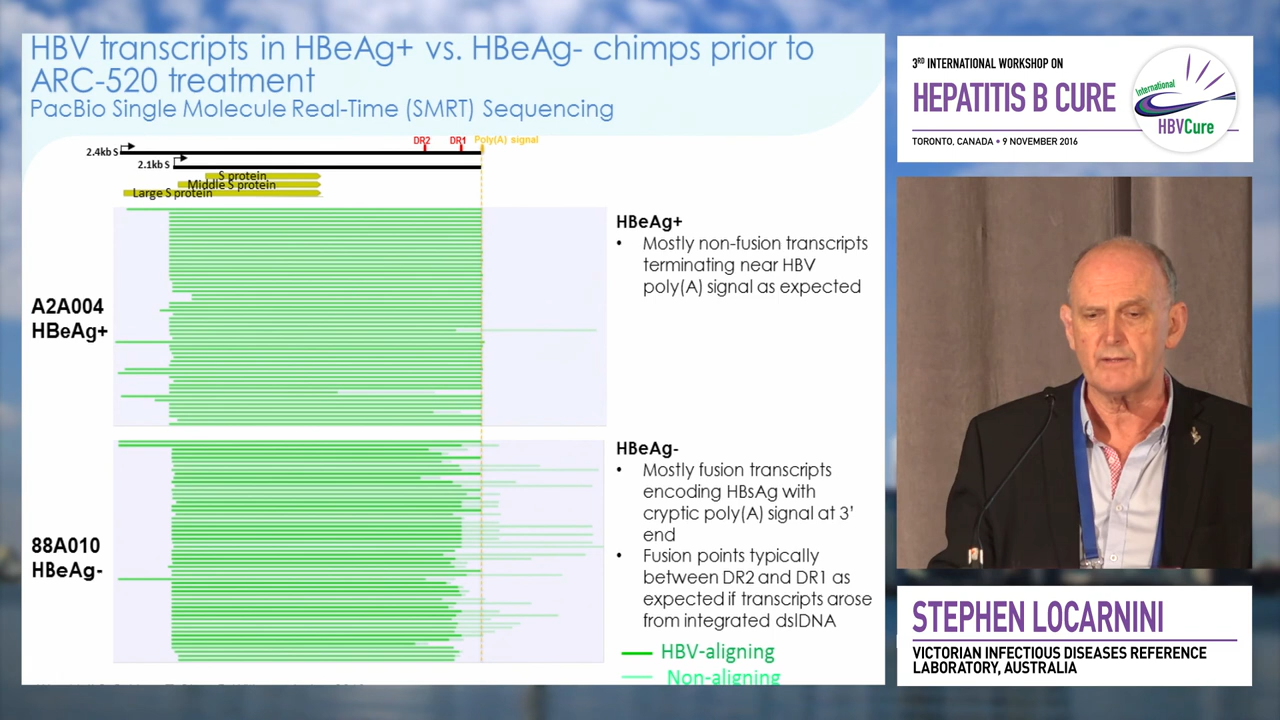 HBV transcripts in HBeAg+ vs. HBeAg- chimps prior to
ARC-520 treatment
PacBio Single Molecule Real-Time (SMRT) Sequencing
DR2 DR1 Poly(A) signal
2.4kb S
2.1kb S
S protein
Middle S protein
Large S protein
A2A004
HBeAg+
HBeAg+
• Mostly non-fusion transcripts
terminating near HBV
poly(A) signal as expected
88A010
HBeAg-
HBeAg-
• Mostly fusion transcripts
encoding HBsAg with
cryptic poly(A) signal at 3'
end
• Fusion points typically
between DR2 and DR1 as
expected if transcripts arose
from integrated dslDNA
HBV-aligning
Non-aligning
3RD INTERNATIONAL WORKSHOP ON
HEPATITIS B CURE
TORONTO, CANADA • 9 NOVEMBER 2016
International
HBVCure
STEPHEN LOCARNINI
VICTORIAN INFECTIOUS DISEASES REFERENCE
LABORATORY, AUSTRALIA